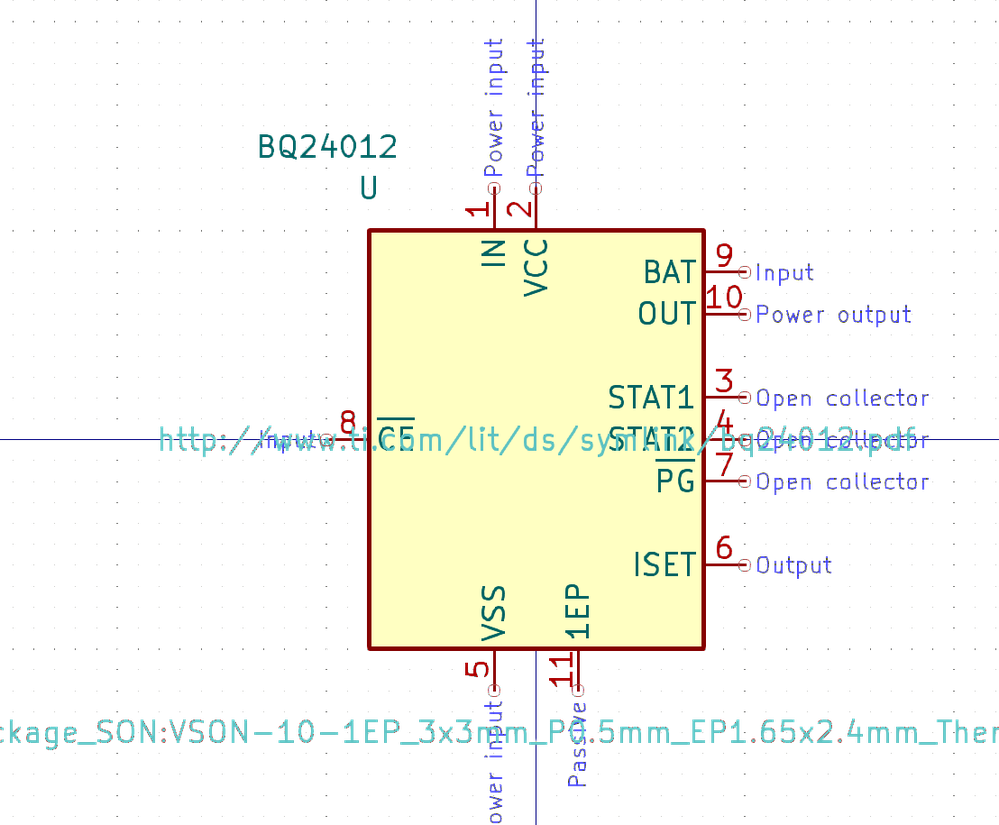 Power input
Power input
BQ24012
U
1
2
IN
VCC
BAT
9
Input
OUT
10
Power output
STAT1
3
Open collector
Input
8
CE
STAT2
4
Open collector
http://www.ti.com/lit/ds/symlink/bq24012.pdf
PG
7
Open collector
ISET
6
Output
VSS
1EP
5
11
ckage_SON:VSON-10-1EP_3x3mm_P0.5mm_EP1.65x2.4mm_Ther
ower input
Passive